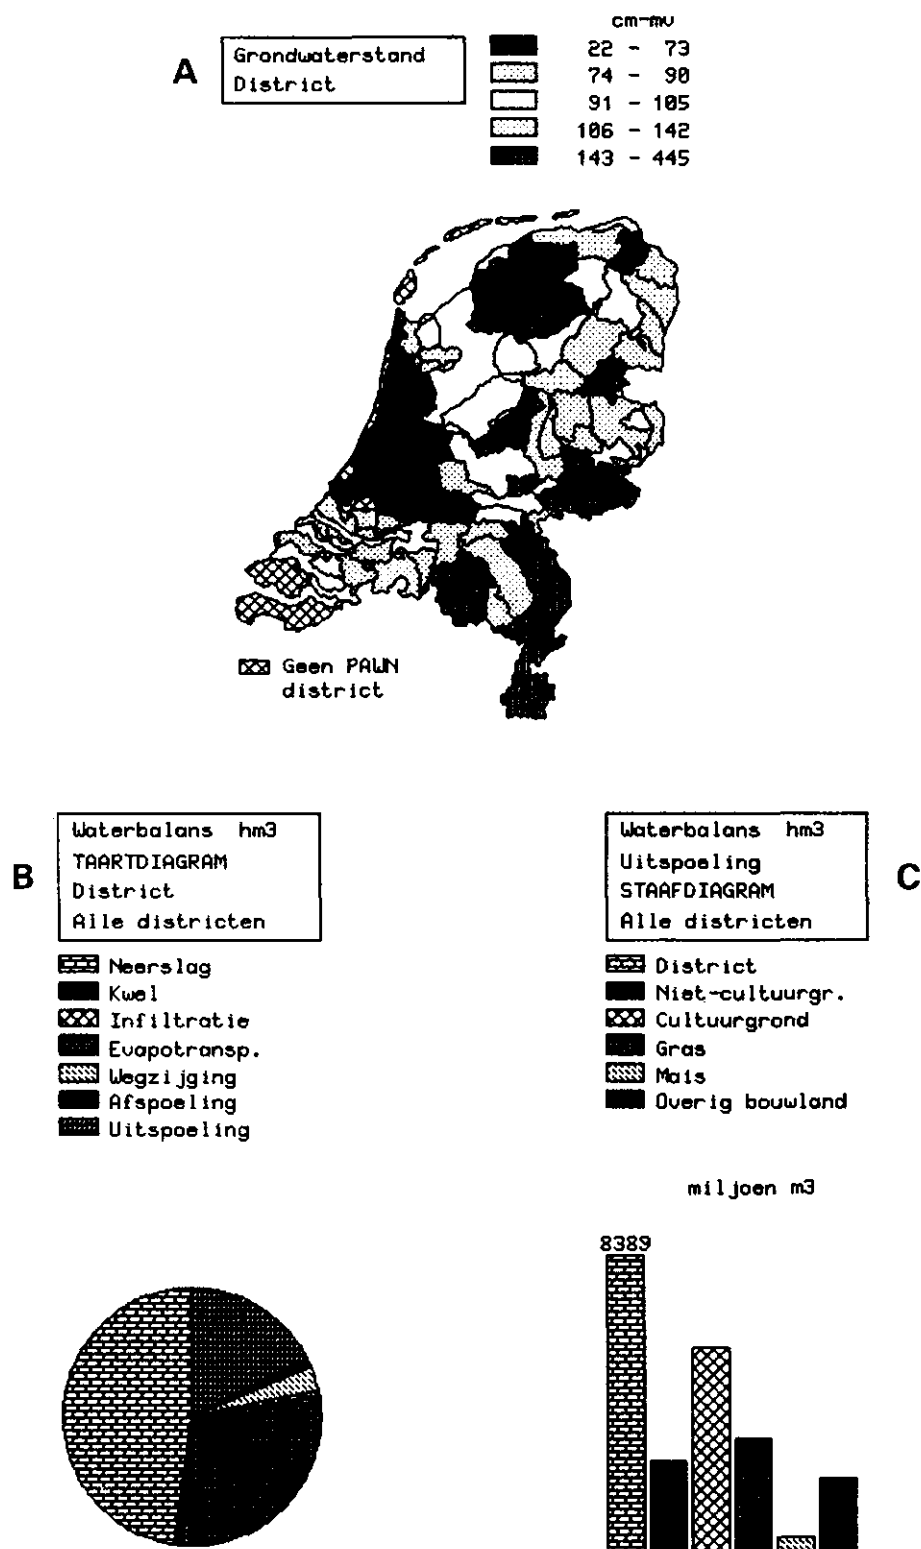 A
Grondwaterstand
District
cm-mv
22 - 73
74 - 90
91 - 105
106 - 142
143 - 445
Geen PAWN
district
B
Waterbalans hm3
TAARTDIAGRAM
District
Alle districten
Neerslag
Kwel
Infiltratie
Evapotransp.
Wegzijging
Afspoeling
Uitspoeling
C
Waterbalans hm3
Uitspoeling
STAAFDIAGRAM
Alle districten
District
Niet-cultuurgr.
Cultuurgrond
Gras
Mais
Overig bouwland
miljoen m3
8389